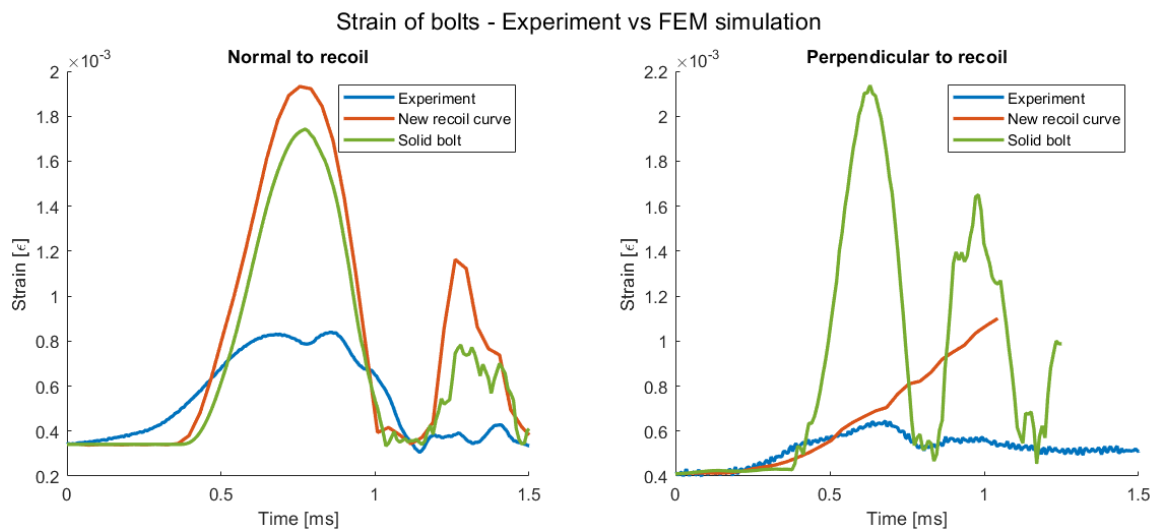 Strain of bolts - Experiment vs FEM simulation
Normal to recoil
×10⁻³
2
1.8
1.6
1.4
1.2
1
0.8
0.6
0.4
0.2
Strain [ϵ]
0
0.5
1
1.5
Time [ms]
Experiment
New recoil curve
Solid bolt
Perpendicular to recoil
×10⁻³
2.2
2
1.8
1.6
1.4
1.2
1
0.8
0.6
0.4
Strain [ϵ]
0
0.5
1
1.5
Time [ms]
Experiment
New recoil curve
Solid bolt